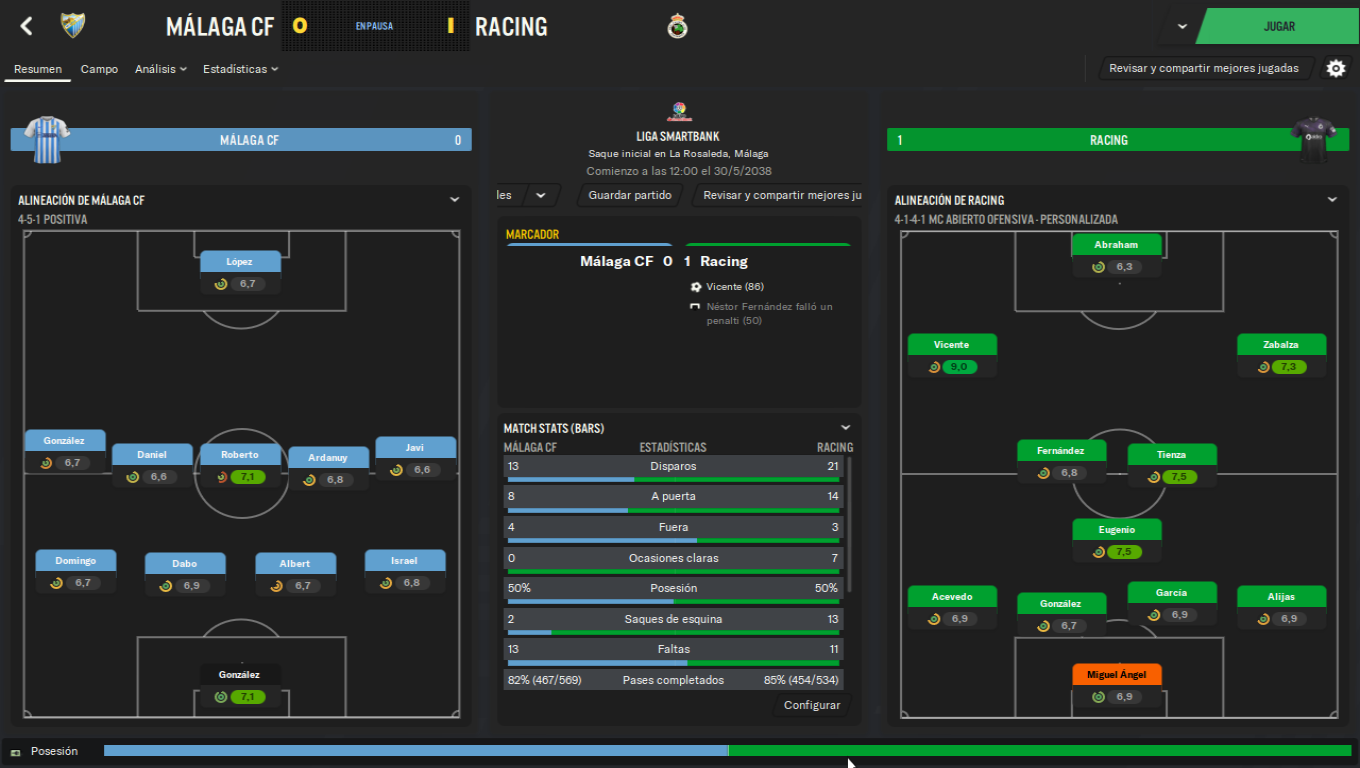 MÁLAGA CF 0 EN PAUSA 1 RACING
JUGAR
Resumen Campo Análisis Estadísticas
Revisar y compartir mejores jugadas
MÁLAGA CF 0
ALINEACIÓN DE MÁLAGA CF
4-5-1 POSITIVA
López
6,7
González
6,7
Daniel
6,6
Roberto
7,1
Ardanuy
6,8
Javi
6,6
Domingo
6,7
Dabo
6,9
Albert
6,7
Israel
6,8
González
7,1
LIGA SMARTBANK
Saque inicial en La Rosaleda, Málaga
Comienzo a las 12:00 el 30/5/2038
les Guardar partido Revisar y compartir mejores ju
MARCADOR
Málaga CF 0 1 Racing
Vicente (86)
Néstor Fernández falló un
penalti (50)
MATCH STATS (BARS)
MÁLAGA CF ESTADÍSTICAS RACING
13 Disparos 21
8 A puerta 14
4 Fuera 3
0 Ocasiones claras 7
50% Posesión 50%
2 Saques de esquina 13
13 Faltas 11
82% (467/569) Pases completados 85% (454/534)
Configurar
1 RACING
ALINEACIÓN DE RACING
4-1-4-1 MC ABIERTO OFENSIVA - PERSONALIZADA
Abraham
6,3
Vicente
9,0
Zabalza
7,3
Fernández
6,8
Tienza
7,5
Eugenio
7,5
Acevedo
6,9
González
6,7
García
6,9
Alijas
6,9
Miguel Ángel
6,9
Posesión